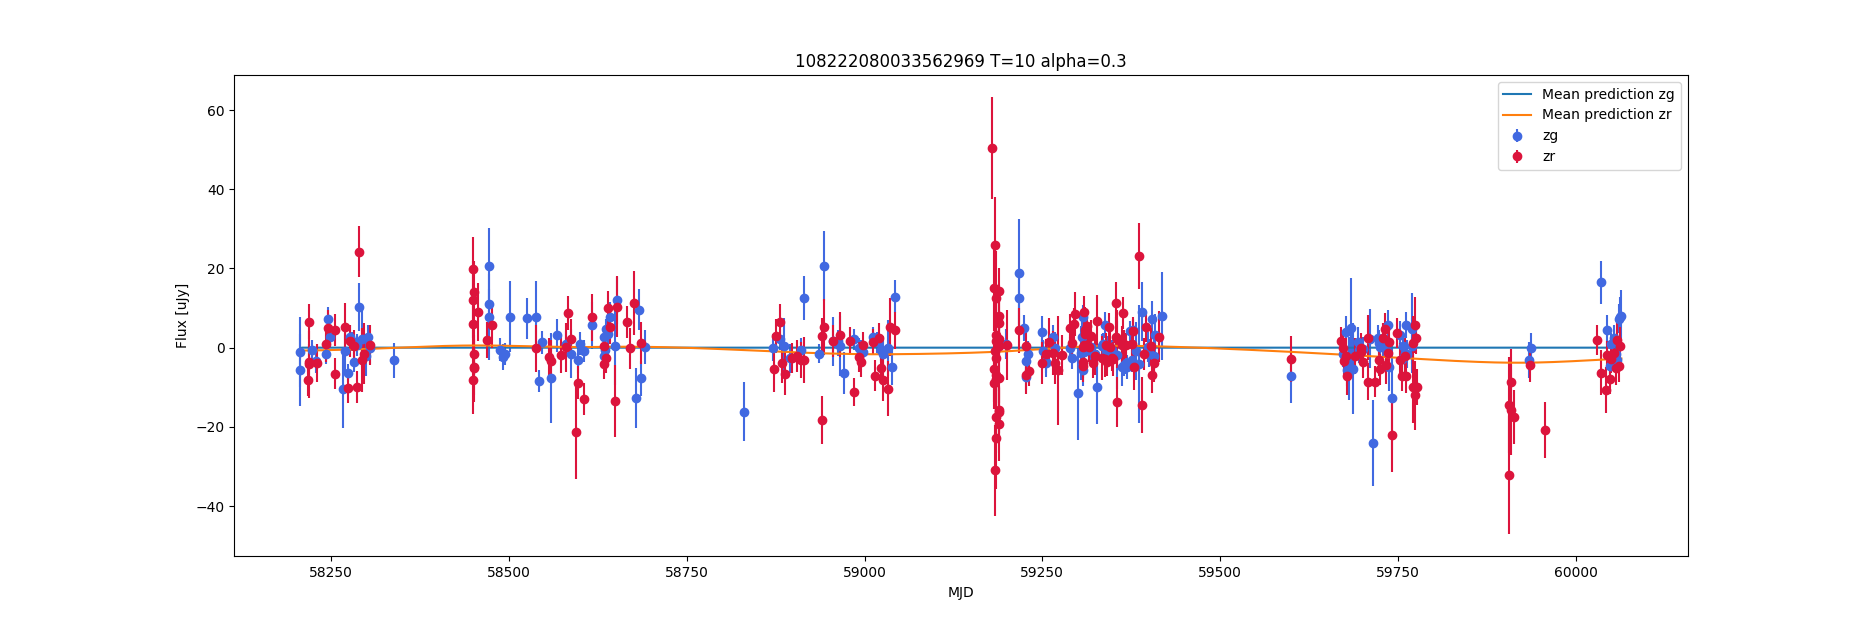 108222080033562969 T=10 alpha=0.3
Mean prediction zg
Mean prediction zr
zg
zr
Flux [uJy]
60
40
20
0
−20
−40
58250 58500 58750 59000 59250 59500 59750 60000
MJD